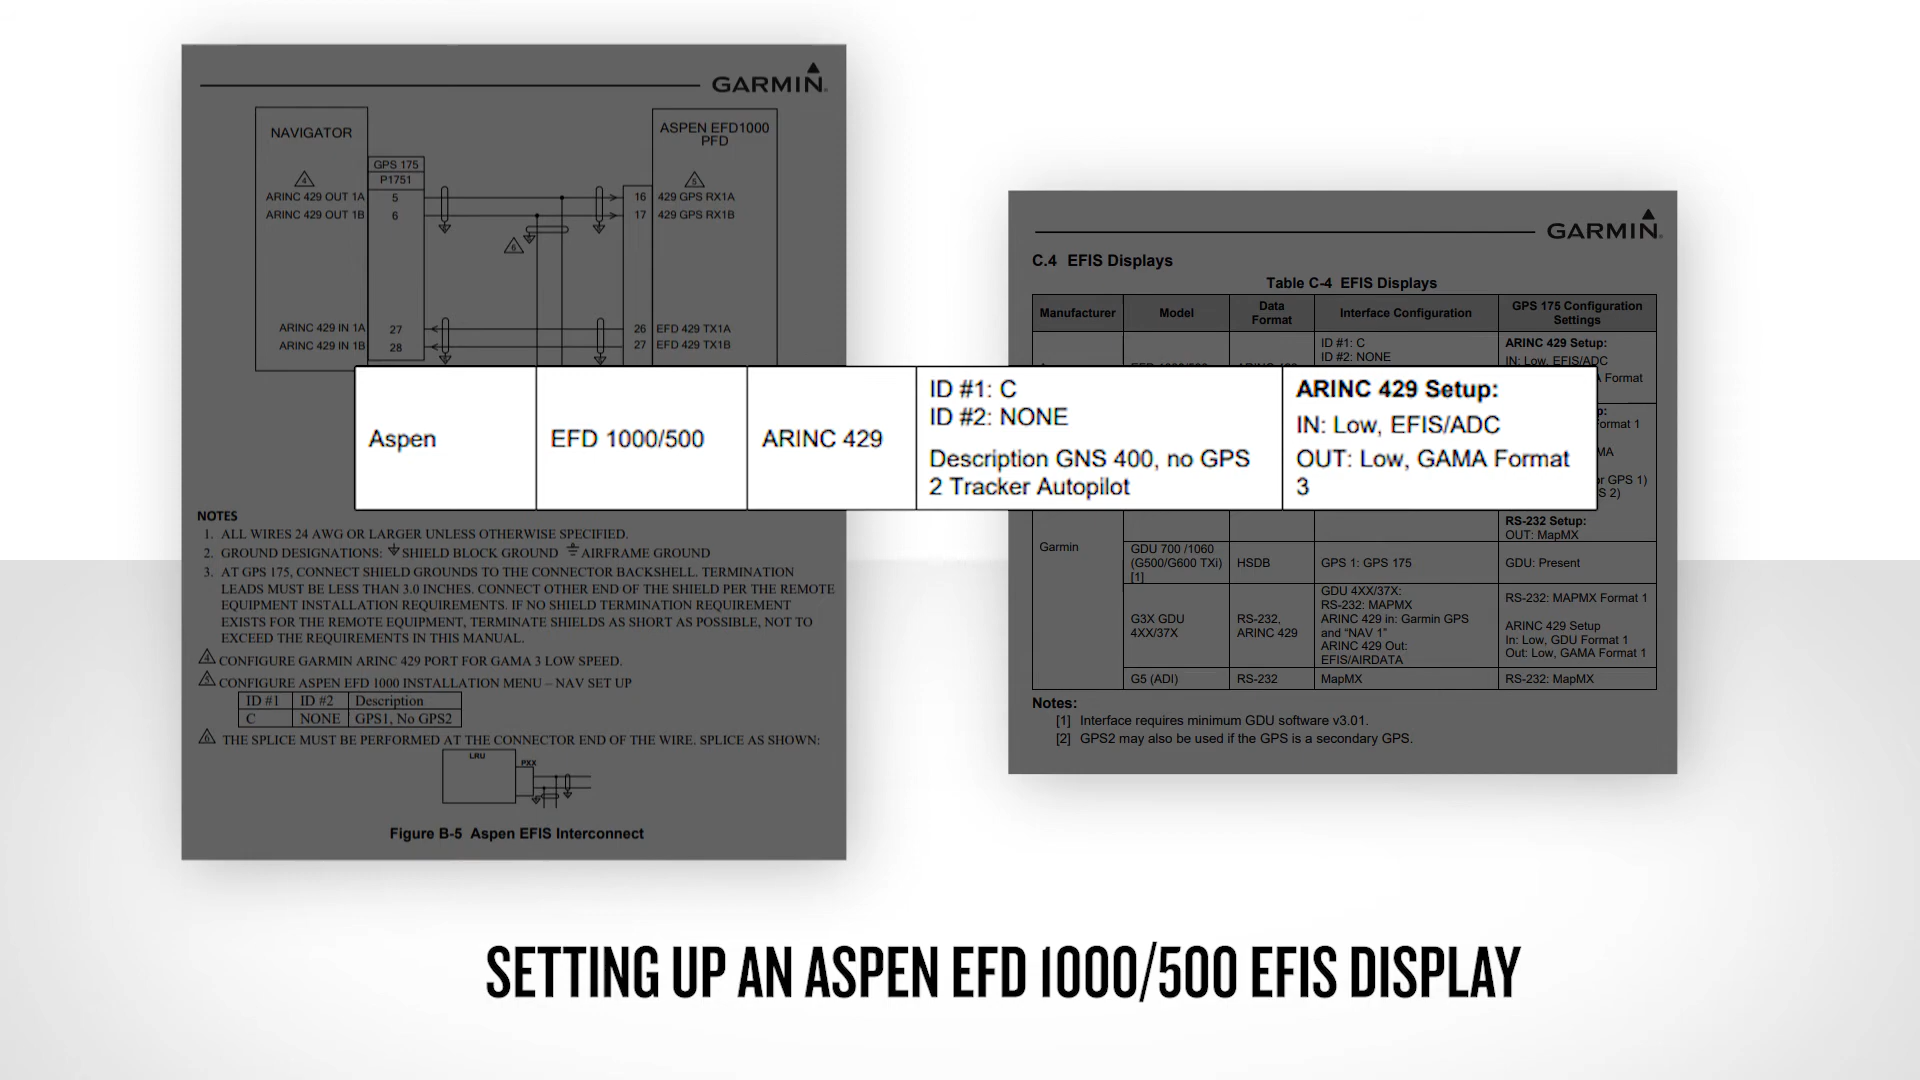 GARMIN
NAVIGATOR
ASPEN EFD1000
PFD
GPS 175
P1751
4
5
ARINC 429 OUT 1A
5
16
429 GPS RX1A
ARINC 429 OUT 1B
6
17
429 GPS RX1B
6
ARINC 429 IN 1A
27
26
EFD 429 TX1A
ARINC 429 IN 1B
28
27
EFD 429 TX1B
NOTES
1. ALL WIRES 24 AWG OR LARGER UNLESS OTHERWISE SPECIFIED.
2. GROUND DESIGNATIONS: SHIELD BLOCK GROUND AIRFRAME GROUND
3. AT GPS 175, CONNECT SHIELD GROUNDS TO THE CONNECTOR BACKSHELL. TERMINATION
LEADS MUST BE LESS THAN 3.0 INCHES. CONNECT OTHER END OF THE SHIELD PER THE REMOTE
EQUIPMENT INSTALLATION REQUIREMENTS. IF NO SHIELD TERMINATION REQUIREMENT
EXISTS FOR THE REMOTE EQUIPMENT, TERMINATE SHIELDS AS SHORT AS POSSIBLE, NOT TO
EXCEED THE REQUIREMENTS IN THIS MANUAL.
4 CONFIGURE GARMIN ARINC 429 PORT FOR GAMA 3 LOW SPEED.
5 CONFIGURE ASPEN EFD 1000 INSTALLATION MENU – NAV SET UP
ID #1 ID #2 Description
C NONE GPS1, No GPS2
6 THE SPLICE MUST BE PERFORMED AT THE CONNECTOR END OF THE WIRE. SPLICE AS SHOWN:
LRU
PXX
Figure B-5 Aspen EFIS Interconnect
GARMIN
C.4 EFIS Displays
Table C-4 EFIS Displays
Manufacturer
Model
Data
Format
Interface Configuration
GPS 175 Configuration
Settings
ID #1: C
ID #2: NONE
ARINC 429 Setup:
IN: Low, EFIS/ADC
Format
Aspen
EFD 1000/500
ARINC 429
ID #1: C
ID #2: NONE
Description GNS 400, no GPS
2 Tracker Autopilot
ARINC 429 Setup:
IN: Low, EFIS/ADC
OUT: Low, GAMA Format
3
RS-232 Setup:
OUT: MapMX
Garmin
GDU 700 /1060
(G500/G600 TXi)
[1]
HSDB
GPS 1: GPS 175
GDU: Present
G3X GDU
4XX/37X
RS-232,
ARINC 429
GDU 4XX/37X:
RS-232: MAPMX
ARINC 429 in: Garmin GPS
and “NAV 1”
ARINC 429 Out:
EFIS/AIRDATA
RS-232: MAPMX Format 1
ARINC 429 Setup
In: Low, GDU Format 1
Out: Low, GAMA Format 1
G5 (ADI)
RS-232
MapMX
RS-232: MapMX
Notes:
[1] Interface requires minimum GDU software v3.01.
[2] GPS2 may also be used if the GPS is a secondary GPS.
SETTING UP AN ASPEN EFD 1000/500 EFIS DISPLAY